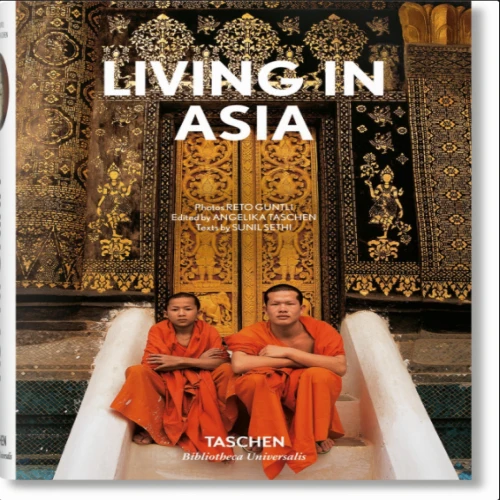 LIVING IN
ASIA
Photos RETO GUNTLI
Edited by ANGELIKA TASCHEN
Texts by SUNIL SETHI
TASCHEN
Bibliotheca Universalis